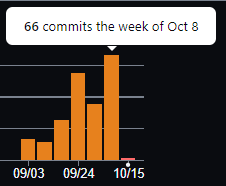 66 commits the week of Oct 8
09/03 09/24 10/15